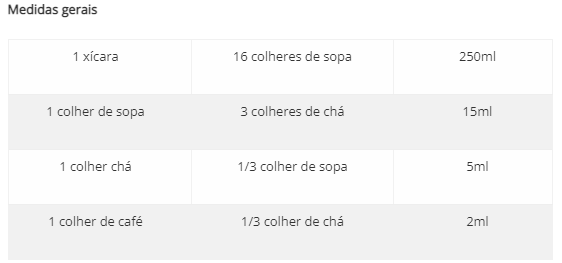 Medidas gerais
1 xícara 16 colheres de sopa 250ml
1 colher de sopa 3 colheres de chá 15ml
1 colher chá 1/3 colher de sopa 5ml
1 colher de café 1/3 colher de chá 2ml